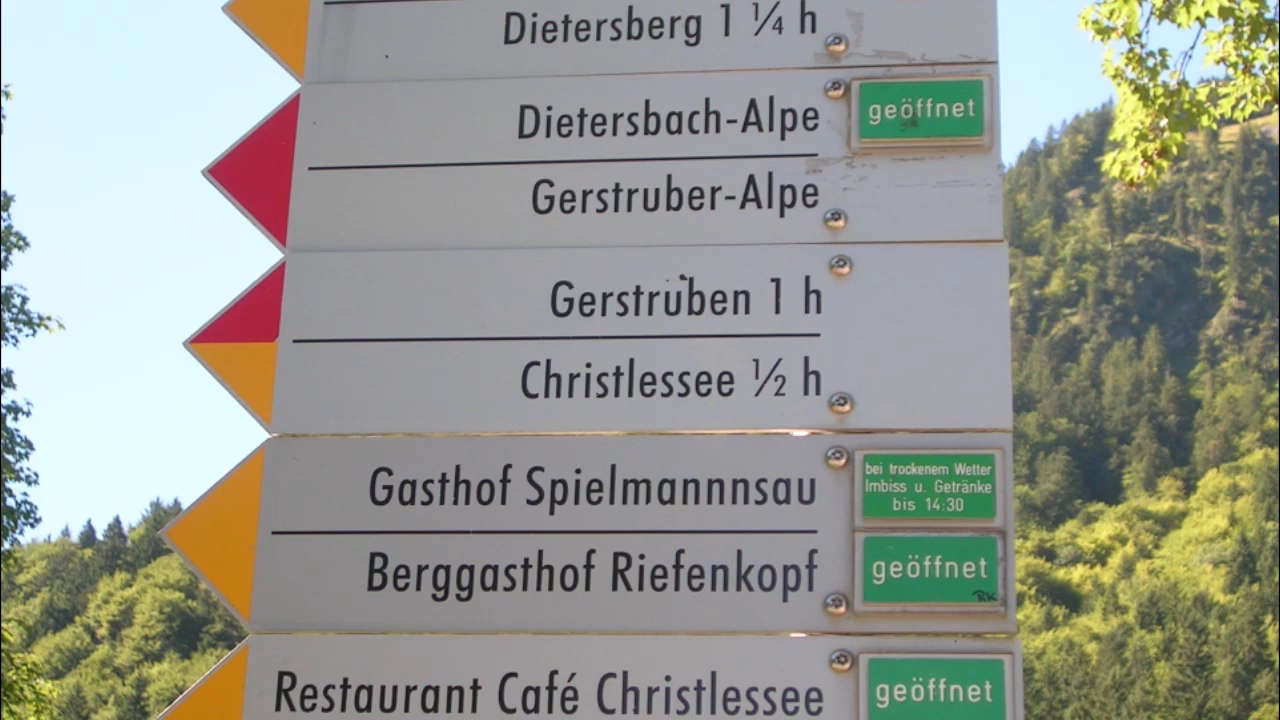 Dietersberg 1 ¼ h
Dietersbach-Alpe
geöffnet
Gerstruber-Alpe
Gerstruben 1 h
Christlessee ½ h
Gasthof Spielmannnsau
bei trockenem Wetter
Imbiss u. Getränke
bis 14:30
Berggasthof Riefenkopf
geöffnet
RK
Restaurant Café Christlessee
geöffnet